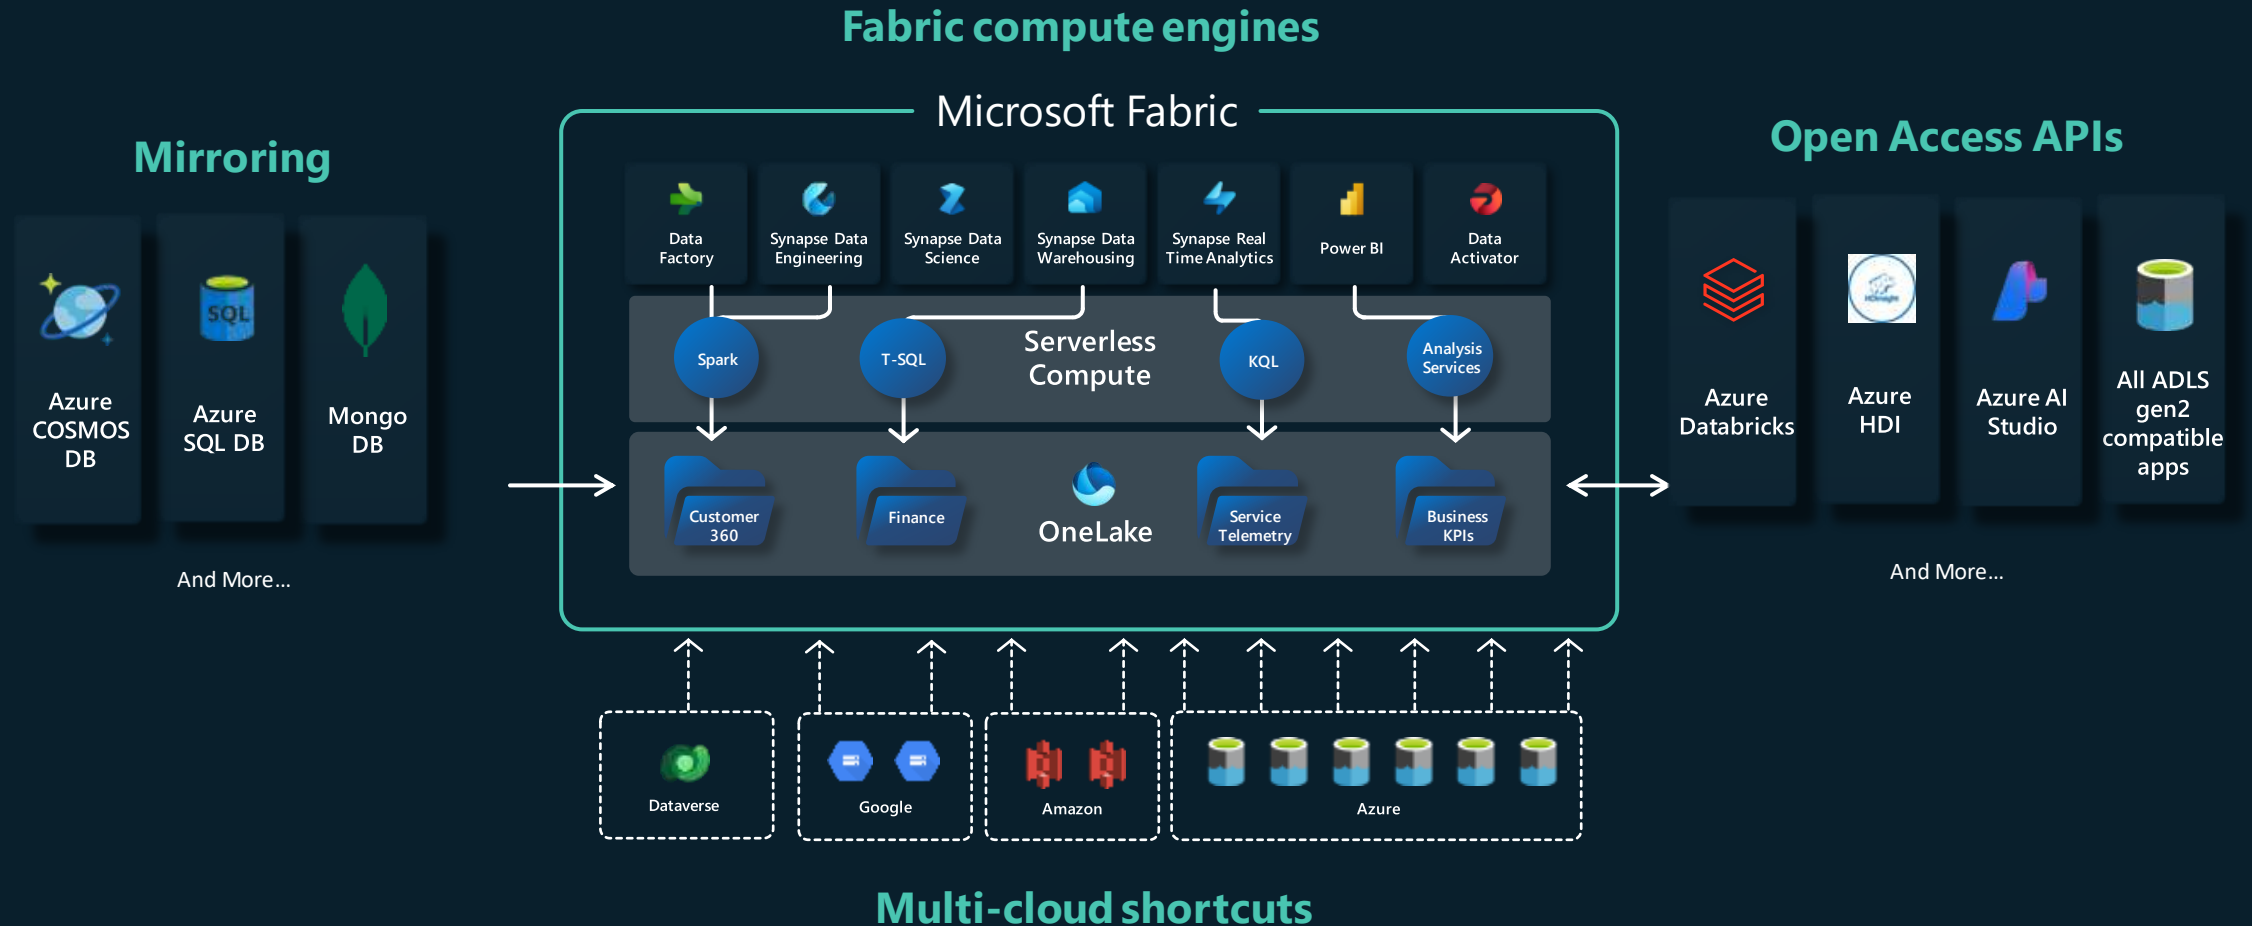 Fabric compute engines
Microsoft Fabric
Mirroring
Open Access APIs
Data
Factory
Synapse Data
Engineering
Synapse Data
Science
Synapse Data
Warehousing
Synapse Real
Time Analytics
Power BI
Data
Activator
SQL
Azure
COSMOS
DB
Azure
SQL DB
Mongo
DB
And More...
Spark
T-SQL
Serverless
Compute
KQL
Analysis
Services
Customer
360
Finance
OneLake
Service
Telemetry
Business
KPIs
HDInsight
Azure
Databricks
Azure
HDI
Azure AI
Studio
All ADLS
gen2
compatible
apps
And More...
Dataverse
Google
Amazon
Azure
Multi-cloud shortcuts